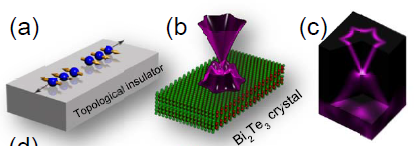 (a)
(b)
(c)
Topological insulator
Bi2Te3 crystal
(d)